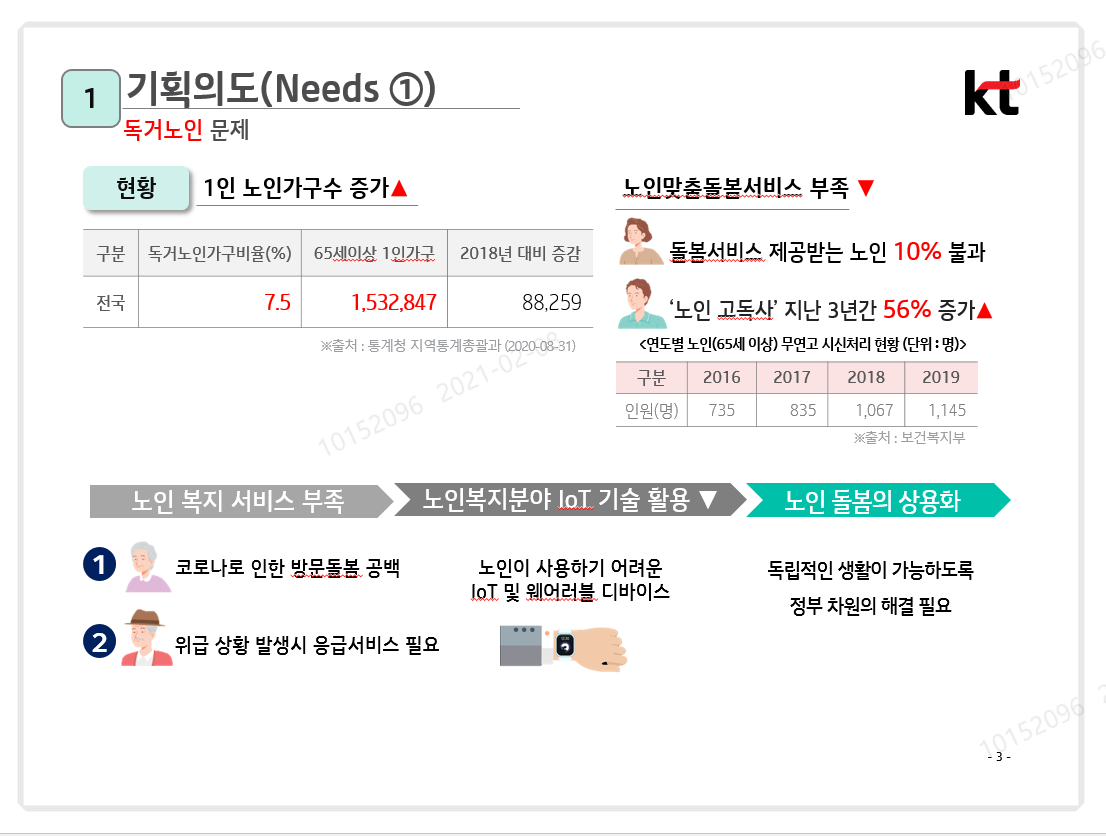 1
기획의도(Needs ①)
독거노인 문제
kt
현황
1인 노인가구수 증가▲
구분 독거노인가구비율(%) 65세이상 1인가구 2018년 대비 증감
전국 7.5 1,532,847 88,259
※출처 : 통계청 지역통계총괄과 (2020-08-31)
노인맞춤돌봄서비스 부족 ▼
돌봄서비스 제공받는 노인 10% 불과
‘노인 고독사’ 지난 3년간 56% 증가▲
<연도별 노인(65세 이상) 무연고 시신처리 현황 (단위 : 명)>
구분 2016 2017 2018 2019
인원(명) 735 835 1,067 1,145
※출처 : 보건복지부
노인 복지 서비스 부족
노인복지분야 IoT 기술 활용 ▼
노인 돌봄의 상용화
1 코로나로 인한 방문돌봄 공백
2 위급 상황 발생시 응급서비스 필요
노인이 사용하기 어려운
IoT 및 웨어러블 디바이스
독립적인 생활이 가능하도록
정부 차원의 해결 필요
- 3 -
10152096
10152096 2021-02-08
10152096